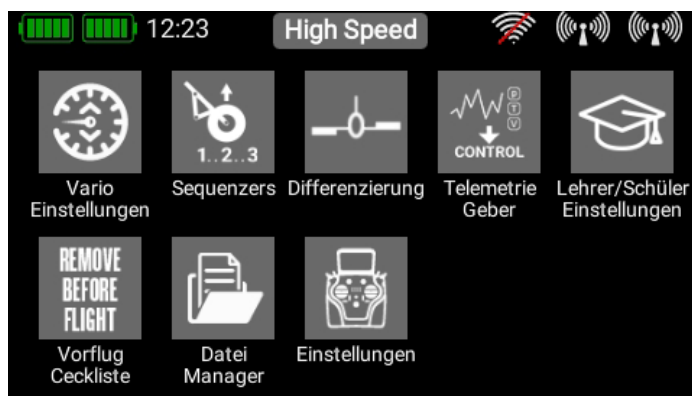 12:23 High Speed
1..2..3
P
T
V
CONTROL
Vario Sequenzers Differenzierung Telemetrie Lehrer/Schüler
Einstellungen Geber Einstellungen
REMOVE
BEFORE
FLIGHT
Vorflug Datei Einstellungen
Ceckliste Manager